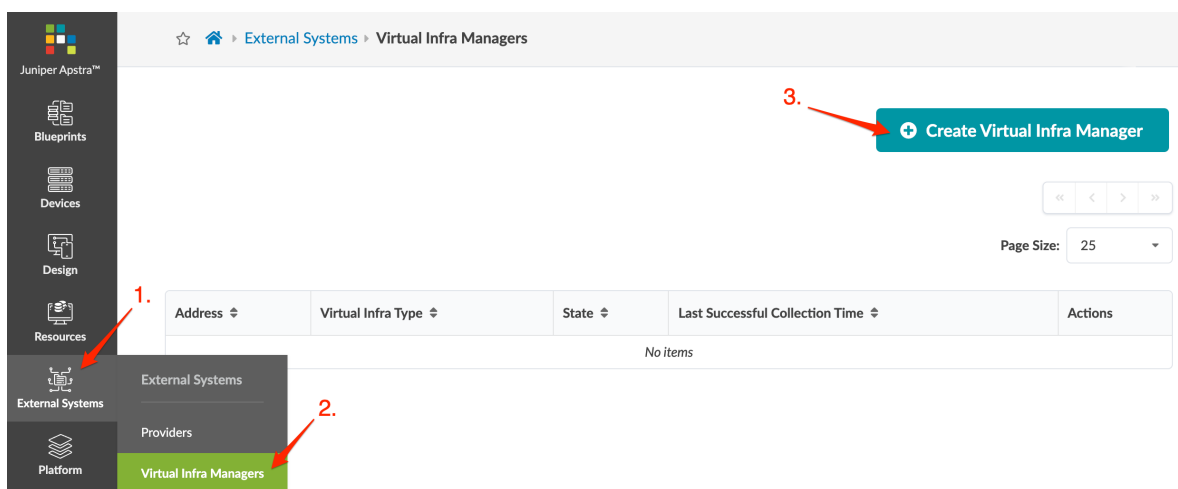 Juniper Apstra™
External Systems Virtual Infra Managers
Blueprints
3.
Create Virtual Infra Manager
Devices
« < > »
Page Size: 25
Design
1.
Address Virtual Infra Type State Last Successful Collection Time Actions
Resources
No items
External Systems
External Systems
2.
Providers
Platform
Virtual Infra Managers